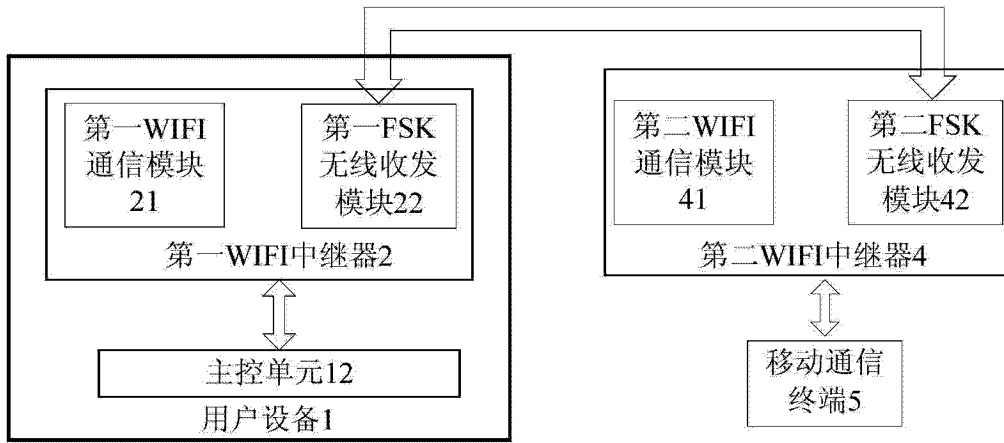 第一WIFI
通信模块
21
第一FSK
无线收发
模块22
第一WIFI中继器2
主控单元12
用户设备1
第二WIFI
通信模块
41
第二FSK
无线收发
模块42
第二WIFI中继器4
移动通信
终端5